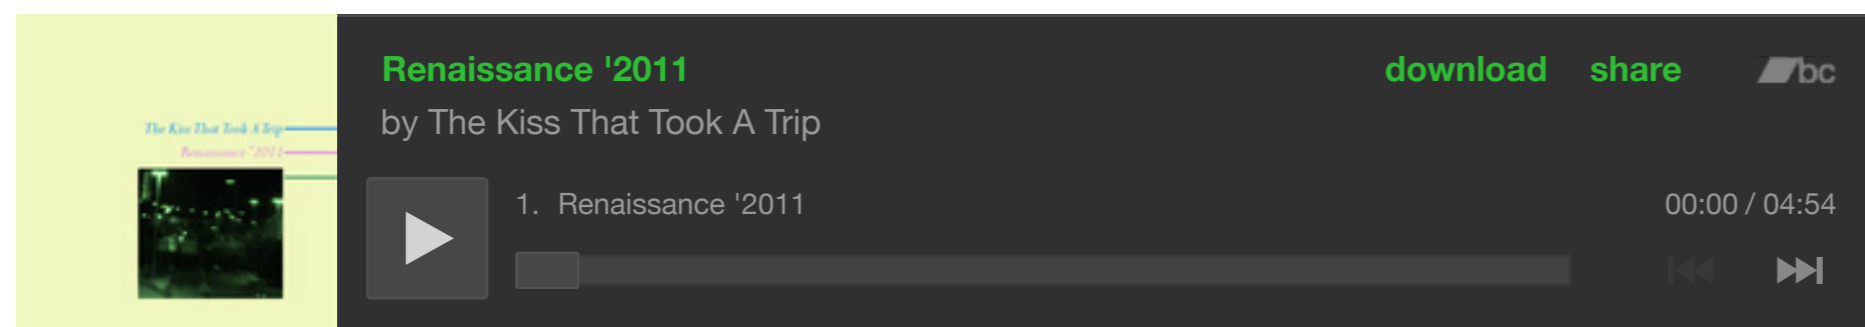 The Kiss That Took A Trip
Renaissance '2011
Renaissance '2011
download
share
bc
by The Kiss That Took A Trip
1. Renaissance '2011
00:00 / 04:54